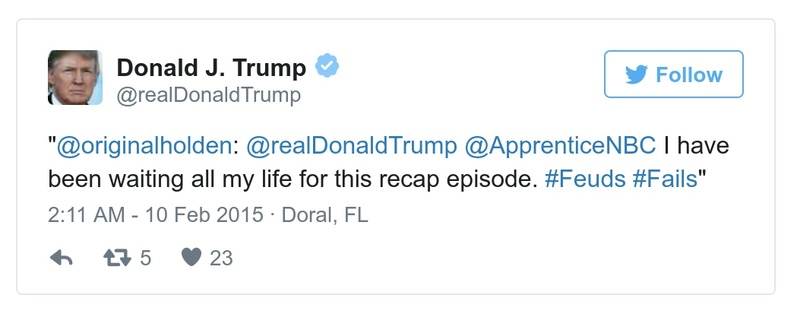 Donald J. Trump
Follow
@realDonaldTrump
"@originalholden: @realDonaldTrump @ApprenticeNBC I have
been waiting all my life for this recap episode. #Feuds #Fails"
2:11 AM - 10 Feb 2015 · Doral, FL
5 23